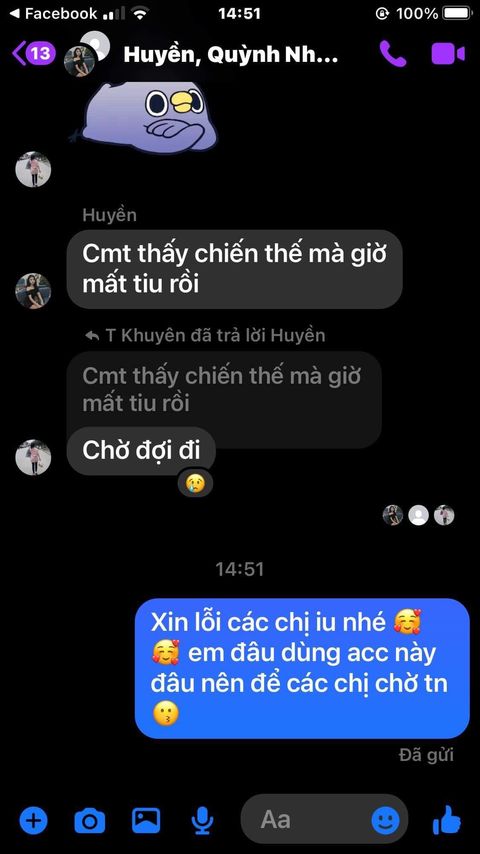 Facebook
14:51
100%
13
Huyền, Quỳnh Nh...
Huyền
Cmt thấy chiến thế mà giờ
mất tiu rồi
T Khuyên đã trả lời Huyền
Cmt thấy chiến thế mà giờ
mất tiu rồi
Chờ đợi đi
14:51
Xin lỗi các chị iu nhé 🥰
🥰 em đâu dùng acc này
đâu nên để các chị chờ tn
😗
Đã gửi
Aa